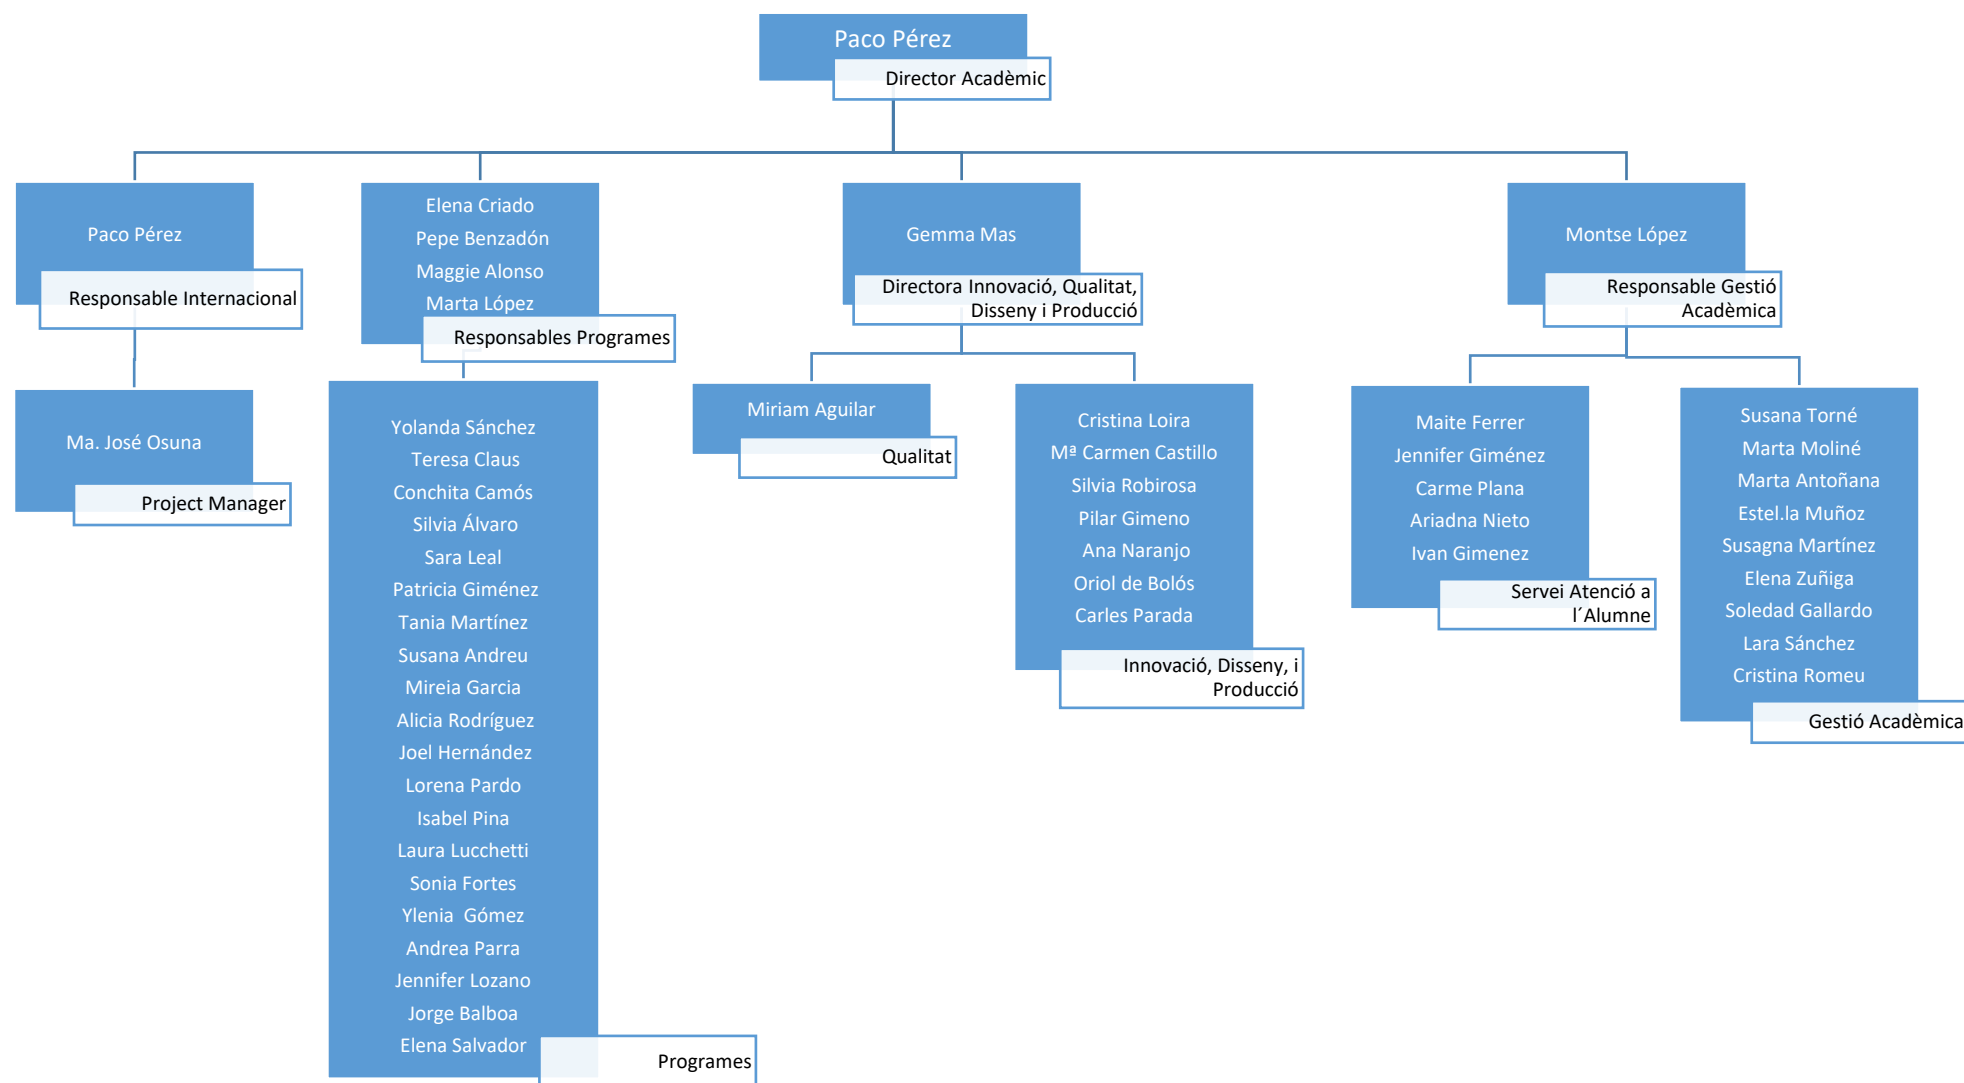 Paco Pérez
Director Acadèmic
Paco Pérez
Responsable Internacional
Ma. José Osuna
Project Manager
Elena Criado
Pepe Benzadón
Maggie Alonso
Marta López
Responsables Programes
Yolanda Sánchez
Teresa Claus
Conchita Camós
Silvia Álvaro
Sara Leal
Patricia Giménez
Tania Martínez
Susana Andreu
Mireia Garcia
Alicia Rodríguez
Joel Hernández
Lorena Pardo
Isabel Pina
Laura Lucchetti
Sonia Fortes
Ylenia  Gómez
Andrea Parra
Jennifer Lozano
Jorge Balboa
Elena Salvador
Programes
Gemma Mas
Directora Innovació, Qualitat,
Disseny i Producció
Miriam Aguilar
Qualitat
Cristina Loira
Mª Carmen Castillo
Silvia Robirosa
Pilar Gimeno
Ana Naranjo
Oriol de Bolós
Carles Parada
Innovació, Disseny, i
Producció
Montse López
Responsable Gestió
Acadèmica
Maite Ferrer
Jennifer Giménez
Carme Plana
Ariadna Nieto
Ivan Gimenez
Servei Atenció a
l´Alumne
Susana Torné
Marta Moliné
Marta Antoñana
Estel.la Muñoz
Susagna Martínez
Elena Zuñiga
Soledad Gallardo
Lara Sánchez
Cristina Romeu
Gestió Acadèmica